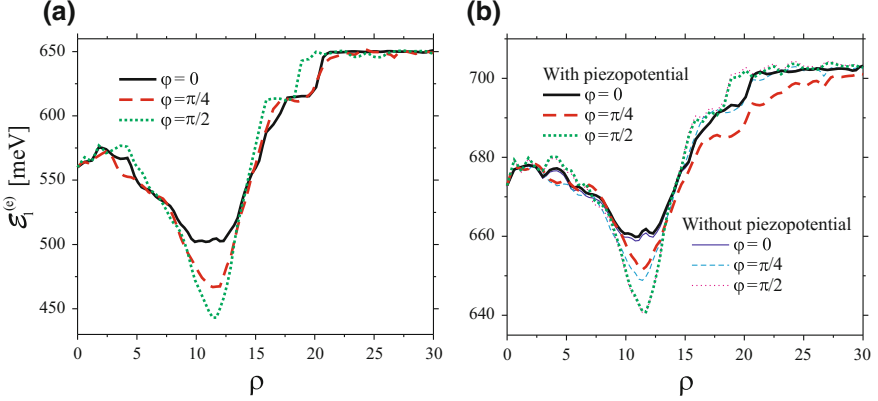 (a)
(b)
650
600
550
500
450
ℰ₁⁽ᵉ⁾ [meV]
φ = 0
φ = π/4
φ = π/2
0 5 10 15 20 25 30
ρ
700
680
660
640
With piezopotential
φ = 0
φ = π/4
φ = π/2
Without piezopotential
φ = 0
φ = π/4
φ = π/2
0 5 10 15 20 25 30
ρ